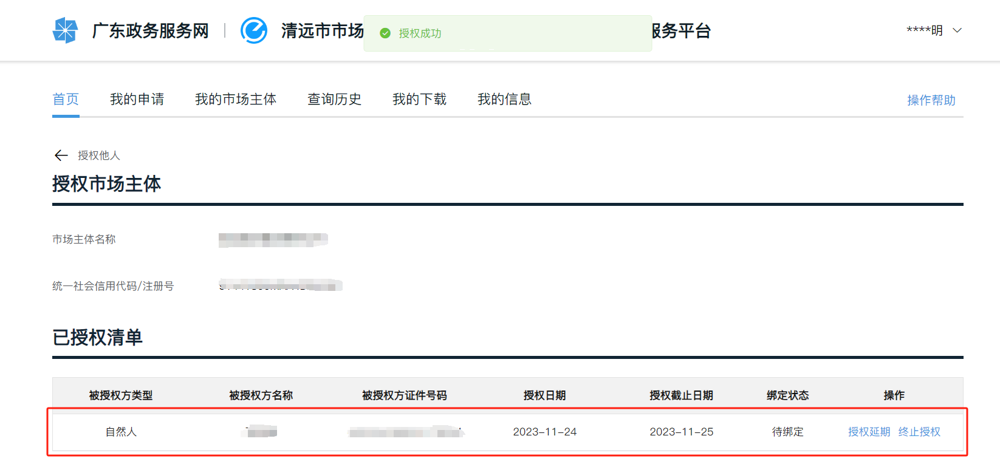 广东政务服务网 | 清远市市场
授权成功
服务平台
****明
首页 我的申请 我的市场主体 查询历史 我的下载 我的信息 操作帮助
授权他人
授权市场主体
市场主体名称
统一社会信用代码/注册号
已授权清单
被授权方类型 被授权方名称 被授权方证件号码 授权日期 授权截止日期 绑定状态 操作
自然人 2023-11-24 2023-11-25 待绑定 授权延期 终止授权